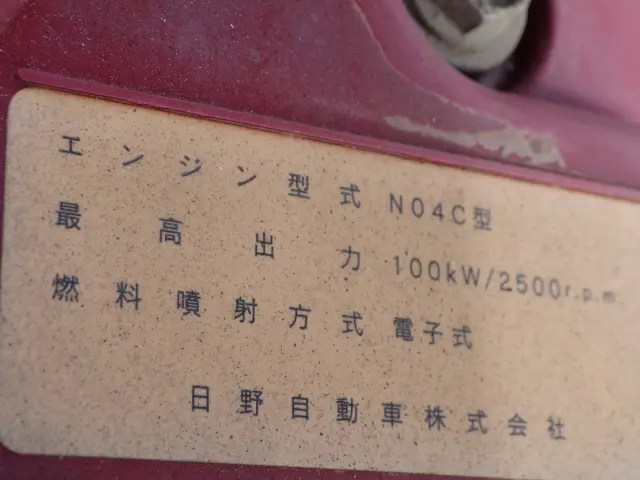 エンジン型式 N04C型
最高出力 100kW/2500r.p.m.
燃料噴射方式 電子式
日野自動車株式会社